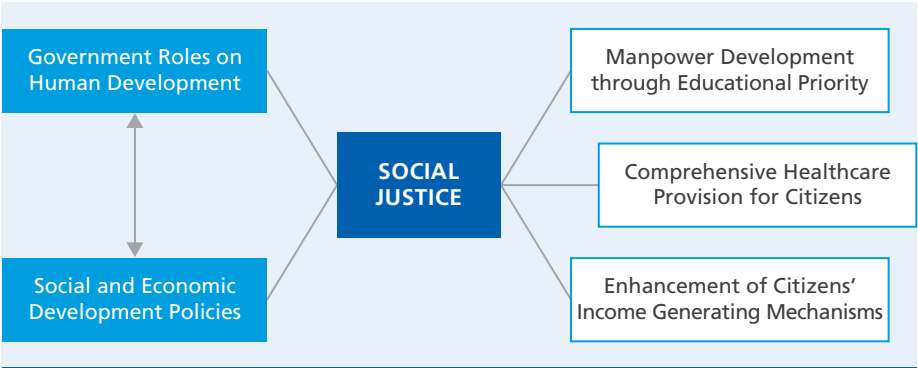 Government Roles on
Human Development
Social and Economic
Development Policies
SOCIAL
JUSTICE
Manpower Development
through Educational Priority
Comprehensive Healthcare
Provision for Citizens
Enhancement of Citizens’
Income Generating Mechanisms